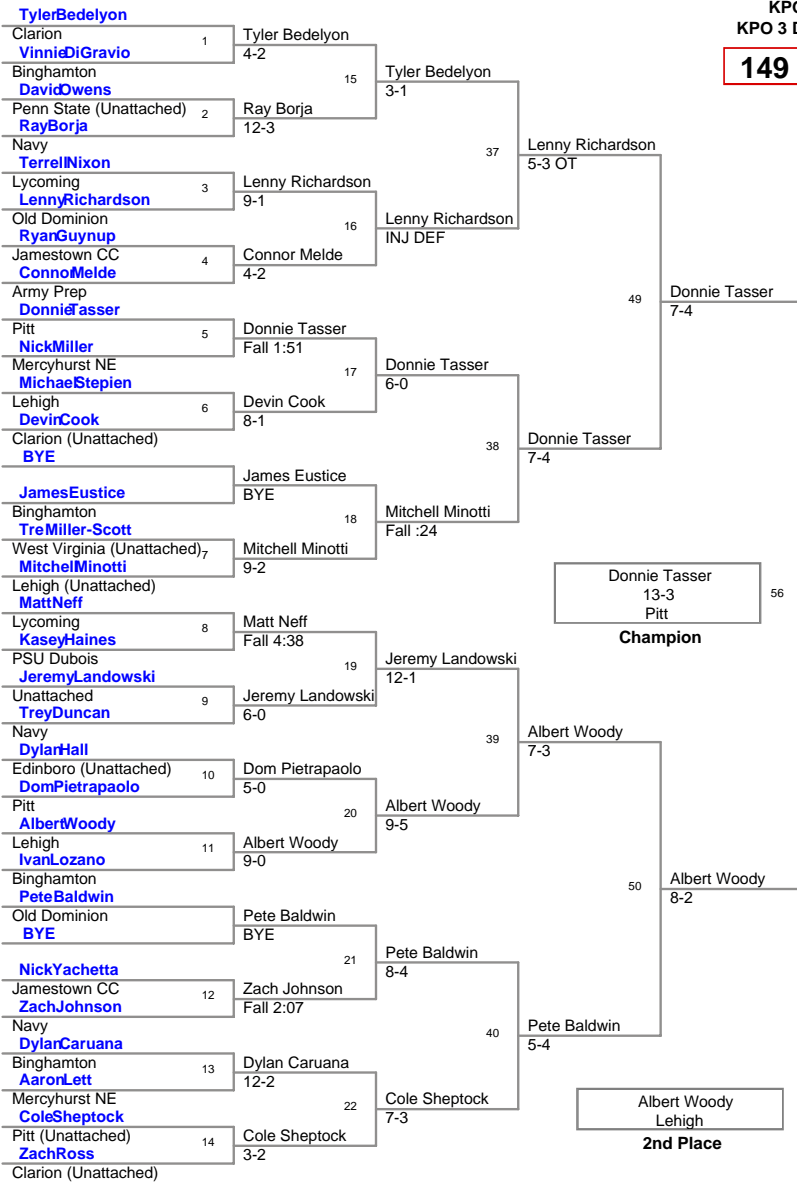 KPO
KPO 3 D
149
TylerBedelyon
Clarion
VinnieDiGravio
Binghamton
DavidOwens
Penn State (Unattached)
RayBorja
Navy
TerrellNixon
Lycoming
LennyRichardson
Old Dominion
RyanGuynup
Jamestown CC
ConnorMelde
Army Prep
DonnieTasser
Pitt
NickMiller
Mercyhurst NE
MichaelStepien
Lehigh
DevinCook
Clarion (Unattached)
BYE
JamesEustice
Binghamton
TreMiller-Scott
West Virginia (Unattached)
MitchellMinotti
Lehigh (Unattached)
MattNeff
Lycoming
KaseyHaines
PSU Dubois
JeremyLandowski
Unattached
TreyDuncan
Navy
DylanHall
Edinboro (Unattached)
DomPietrapaolo
Pitt
AlbertWoody
Lehigh
IvanLozano
Binghamton
PeteBaldwin
Old Dominion
BYE
NickYachetta
Jamestown CC
ZachJohnson
Navy
DylanCaruana
Binghamton
AaronLett
Mercyhurst NE
ColeSheptock
Pitt (Unattached)
ZachRoss
Clarion (Unattached)
1
Tyler Bedelyon
4-2
2
Ray Borja
12-3
3
Lenny Richardson
9-1
4
Connor Melde
4-2
5
Donnie Tasser
Fall 1:51
6
Devin Cook
8-1
James Eustice
BYE
7
Mitchell Minotti
9-2
8
Matt Neff
Fall 4:38
9
Jeremy Landowski
6-0
10
Dom Pietrapaolo
5-0
11
Albert Woody
9-0
Pete Baldwin
BYE
12
Zach Johnson
Fall 2:07
13
Dylan Caruana
12-2
14
Cole Sheptock
3-2
15
Tyler Bedelyon
3-1
16
Lenny Richardson
INJ DEF
17
Donnie Tasser
6-0
18
Mitchell Minotti
Fall :24
19
Jeremy Landowski
12-1
20
Albert Woody
9-5
21
Pete Baldwin
8-4
22
Cole Sheptock
7-3
37
Lenny Richardson
5-3 OT
38
Donnie Tasser
7-4
39
Albert Woody
7-3
40
Pete Baldwin
5-4
49
Donnie Tasser
7-4
50
Albert Woody
8-2
Donnie Tasser
13-3
Pitt
56
Champion
Albert Woody
Lehigh
2nd Place